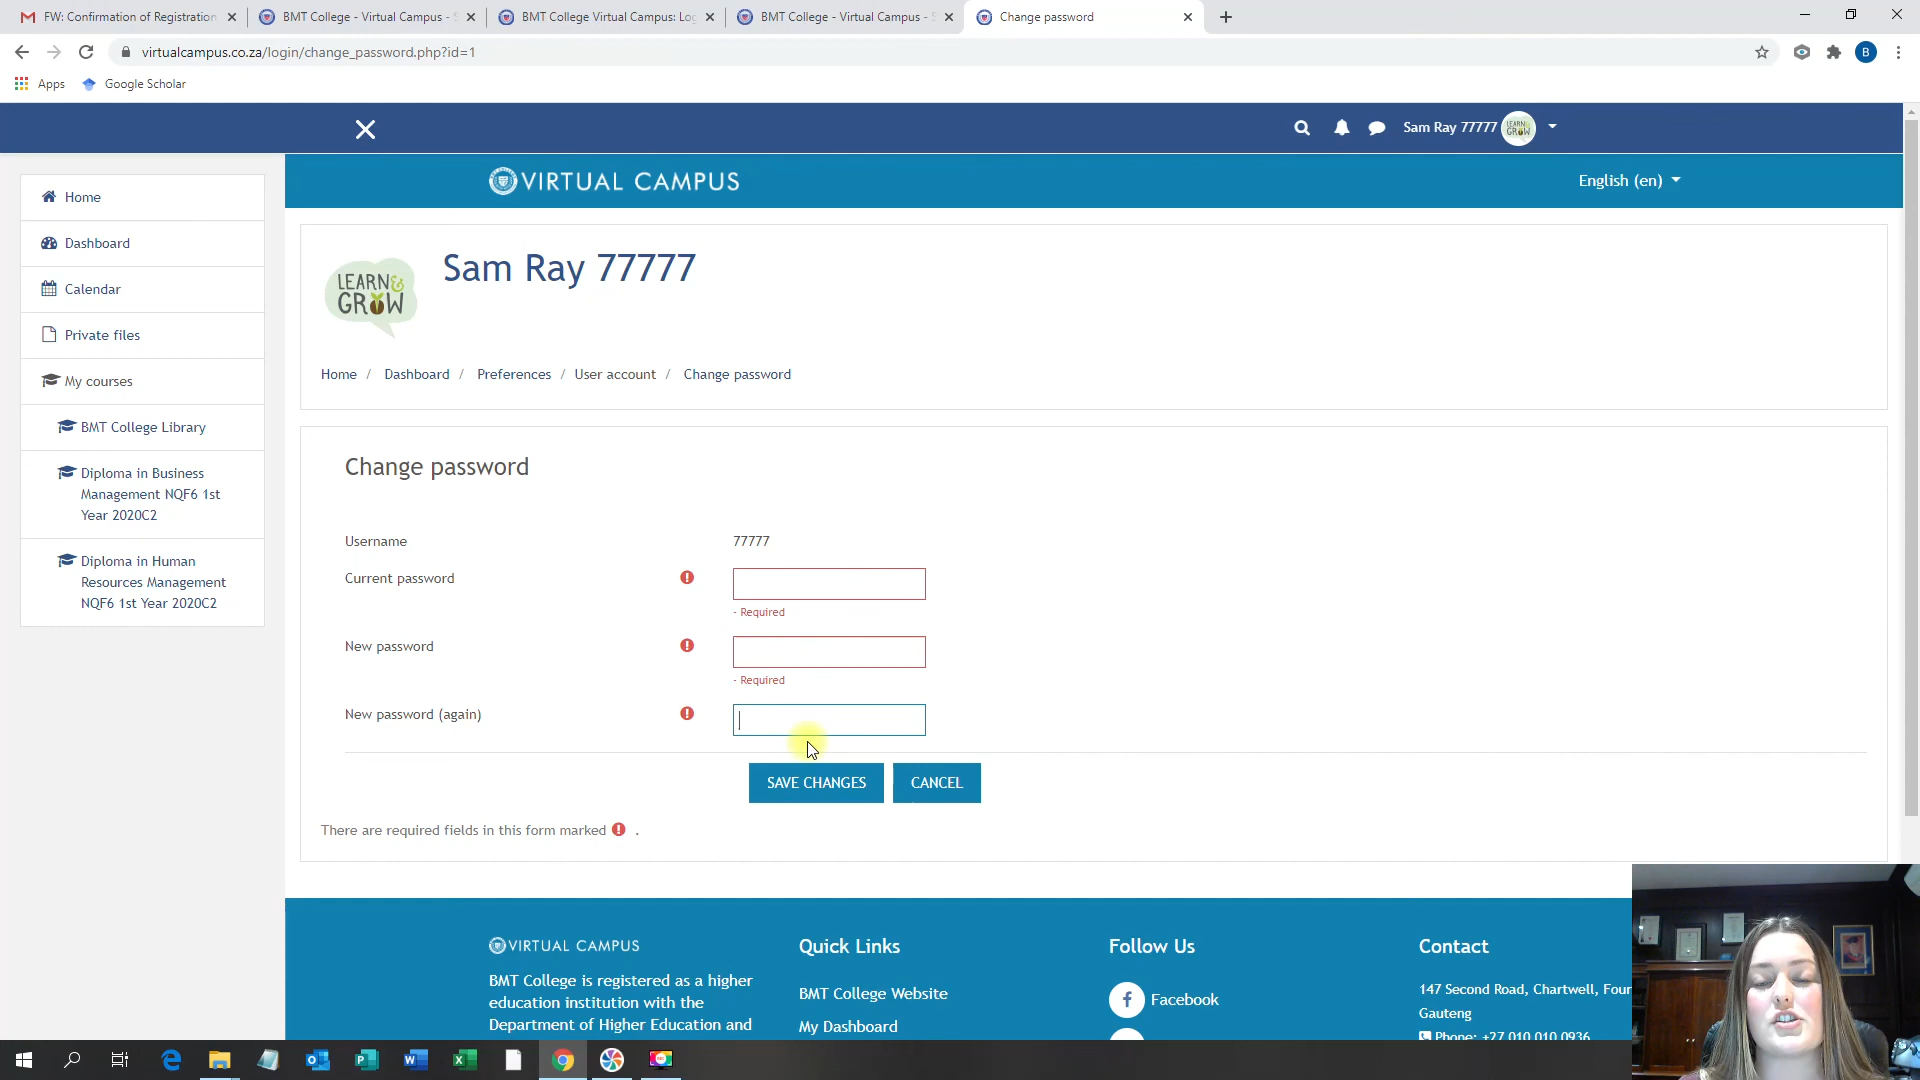 FW: Confirmation of Registration
BMT College - Virtual Campus - S
BMT College Virtual Campus: Log
BMT College - Virtual Campus - S
Change password
virtualcampus.co.za/login/change_password.php?id=1
B
Apps
Google Scholar
Sam Ray 77777
VIRTUAL CAMPUS
English (en)
Home
Dashboard
Calendar
Private files
My courses
BMT College Library
Diploma in Business
Management NQF6 1st
Year 2020C2
Diploma in Human
Resources Management
NQF6 1st Year 2020C2
LEARN &
GROW
Sam Ray 77777
Home / Dashboard / Preferences / User account / Change password
Change password
Username
77777
Current password
- Required
New password
- Required
New password (again)
SAVE CHANGES
CANCEL
There are required fields in this form marked .
VIRTUAL CAMPUS
BMT College is registered as a higher
education institution with the
Department of Higher Education and
Quick Links
BMT College Website
My Dashboard
Follow Us
Facebook
Contact
147 Second Road, Chartwell, Four
Gauteng
Phone: +27 010 010 0936